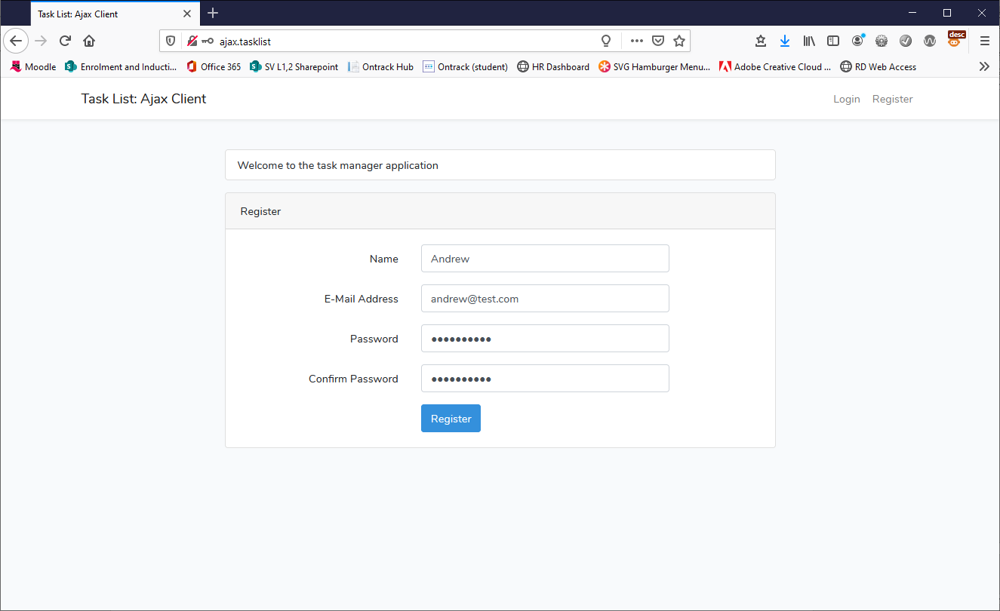 Task List: Ajax Client
ajax.tasklist
desc
Moodle Enrolment and Inducti... Office 365 SV L1,2 Sharepoint Ontrack Hub Ontrack (student) HR Dashboard SVG Hamburger Menu... Adobe Creative Cloud ... RD Web Access
Task List: Ajax Client Login Register
Welcome to the task manager application
Register
Name Andrew
E-Mail Address andrew@test.com
Password ●●●●●●●●●●
Confirm Password ●●●●●●●●●●
Register